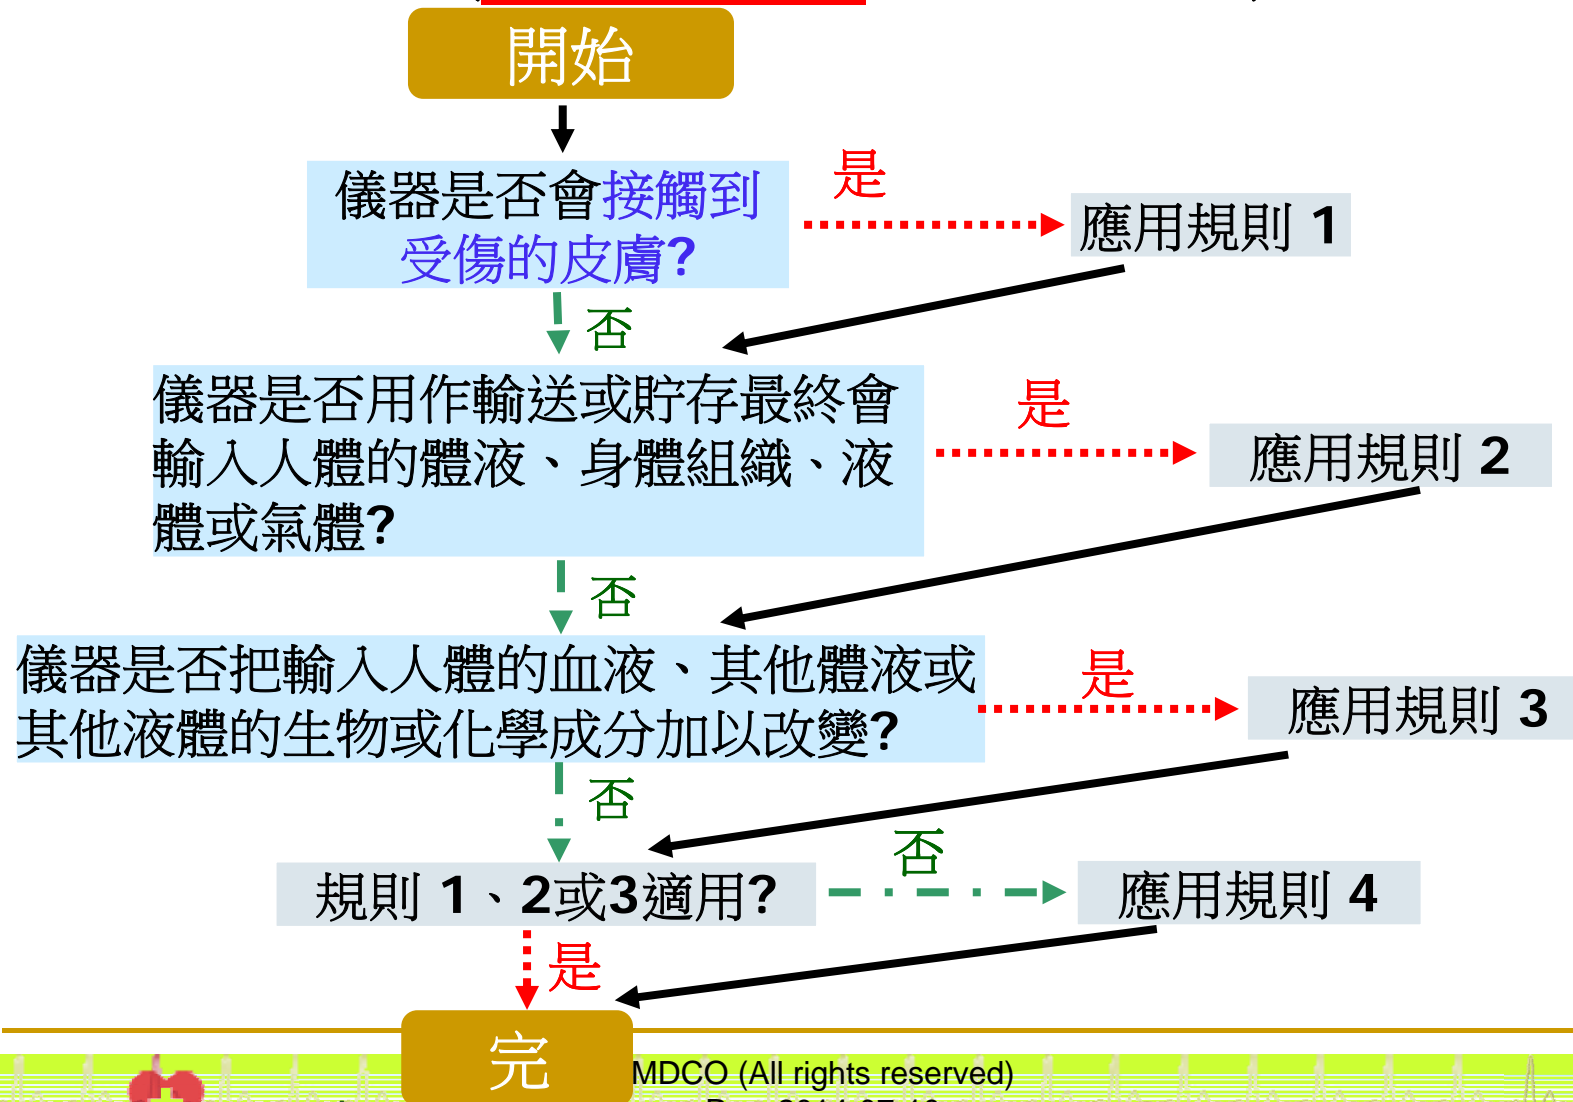 開始
儀器是否會接觸到
受傷的皮膚?
是
應用規則 1
否
儀器是否用作輸送或貯存最終會
輸入人體的體液、身體組織、液
體或氣體?
是
應用規則 2
否
儀器是否把輸入人體的血液、其他體液或
其他液體的生物或化學成分加以改變?
是
應用規則 3
否
規則 1、2或3適用?
否
應用規則 4
是
完
MDCO (All rights reserved)